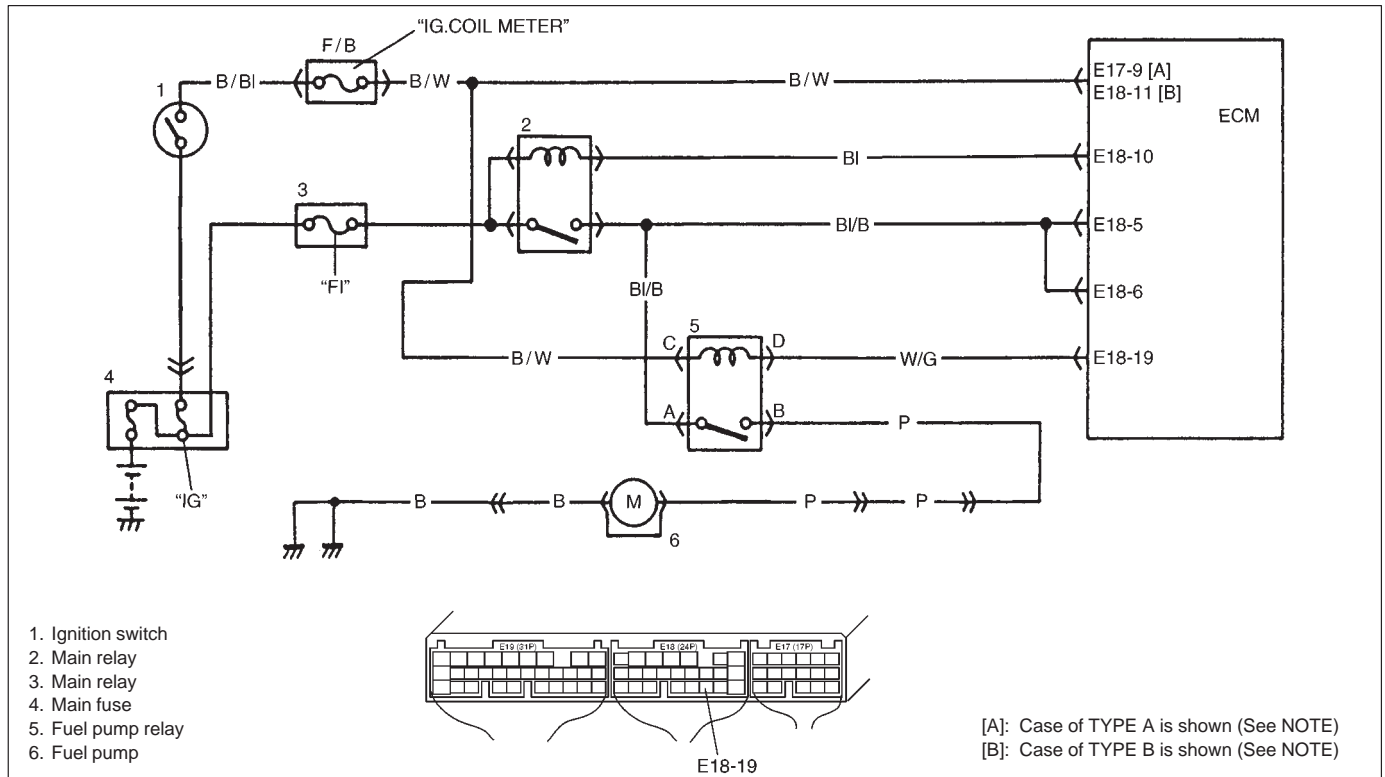 "IG.COIL METER"
F/B
B/Bl
B/W
B/W
E17-9 [A]
E18-11 [B]
ECM
1
2
Bl
E18-10
3
Bl/B
E18-5
"FI"
Bl/B
E18-6
5
C
D
B/W
W/G
E18-19
4
A
B
P
"IG"
B
B
M
P
P
6
1. Ignition switch
2. Main relay
3. Main relay
4. Main fuse
5. Fuel pump relay
6. Fuel pump
E19 (31P)
E18 (24P)
E17 (17P)
E18-19
[A]: Case of TYPE A is shown (See NOTE)
[B]: Case of TYPE B is shown (See NOTE)